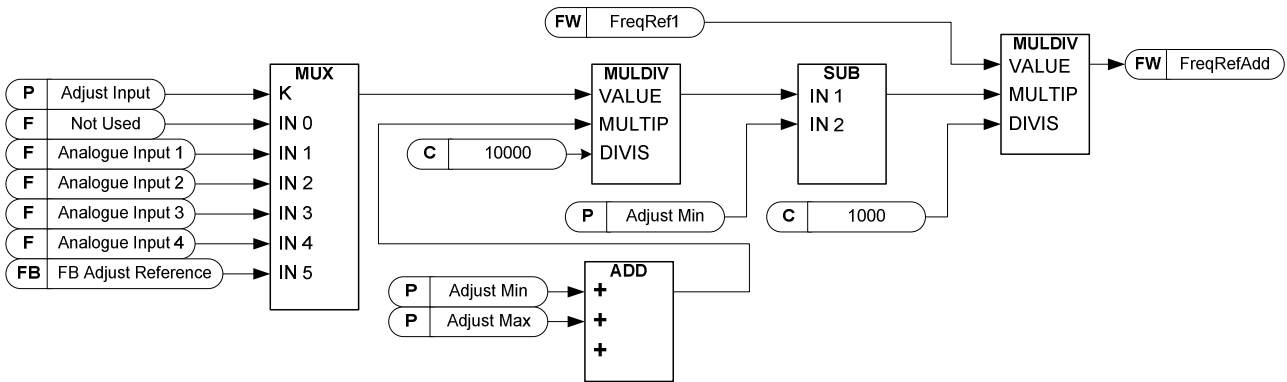 FW FreqRef1
MULDIV
VALUE
MULTIP
DIVIS
FW FreqRefAdd
MUX
K
IN 0
IN 1
IN 2
IN 3
IN 4
IN 5
P Adjust Input
F Not Used
F Analogue Input 1
F Analogue Input 2
F Analogue Input 3
F Analogue Input 4
FB FB Adjust Reference
MULDIV
VALUE
MULTIP
DIVIS
C 10000
SUB
IN 1
IN 2
P Adjust Min
C 1000
ADD
+
+
+
P Adjust Min
P Adjust Max